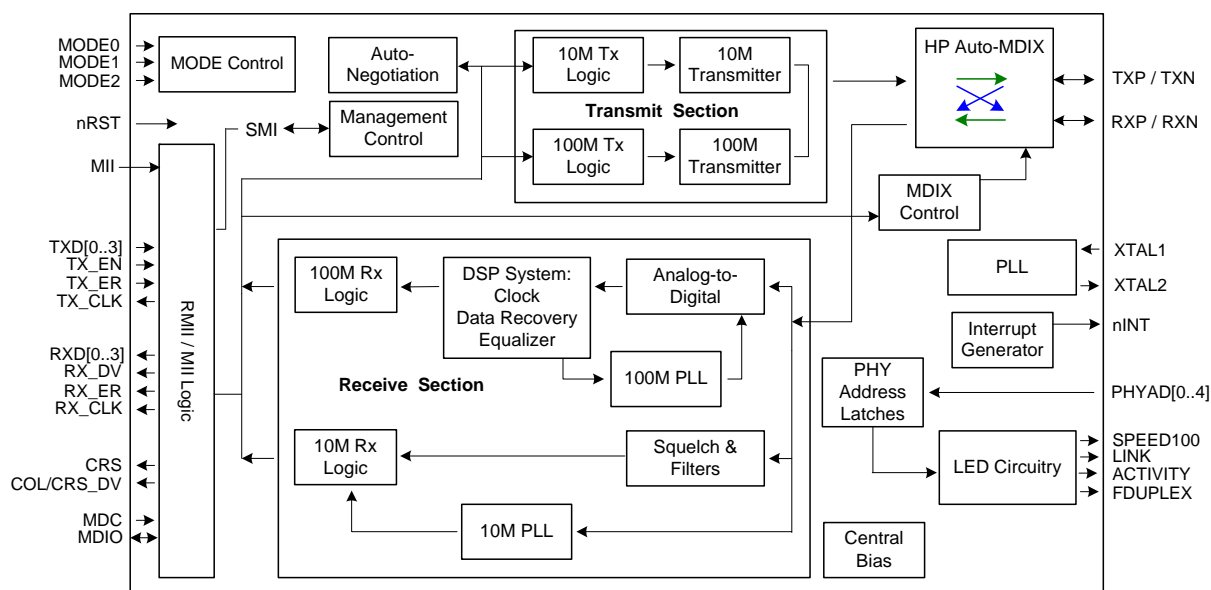 MODE0
MODE1
MODE2
nRST
MII
TXD[0..3]
TX_EN
TX_ER
TX_CLK
RXD[0..3]
RX_DV
RX_ER
RX_CLK
CRS
COL/CRS_DV
MDC
MDIO
MODE Control
RMII / MII Logic
SMI
Auto-
Negotiation
Management
Control
10M Tx
Logic
10M
Transmitter
Transmit Section
100M Tx
Logic
100M
Transmitter
HP Auto-MDIX
MDIX
Control
100M Rx
Logic
DSP System:
Clock
Data Recovery
Equalizer
Analog-to-
Digital
100M PLL
Receive Section
10M Rx
Logic
Squelch &
Filters
10M PLL
PLL
Interrupt
Generator
PHY
Address
Latches
LED Circuitry
Central
Bias
TXP / TXN
RXP / RXN
XTAL1
XTAL2
nINT
PHYAD[0..4]
SPEED100
LINK
ACTIVITY
FDUPLEX